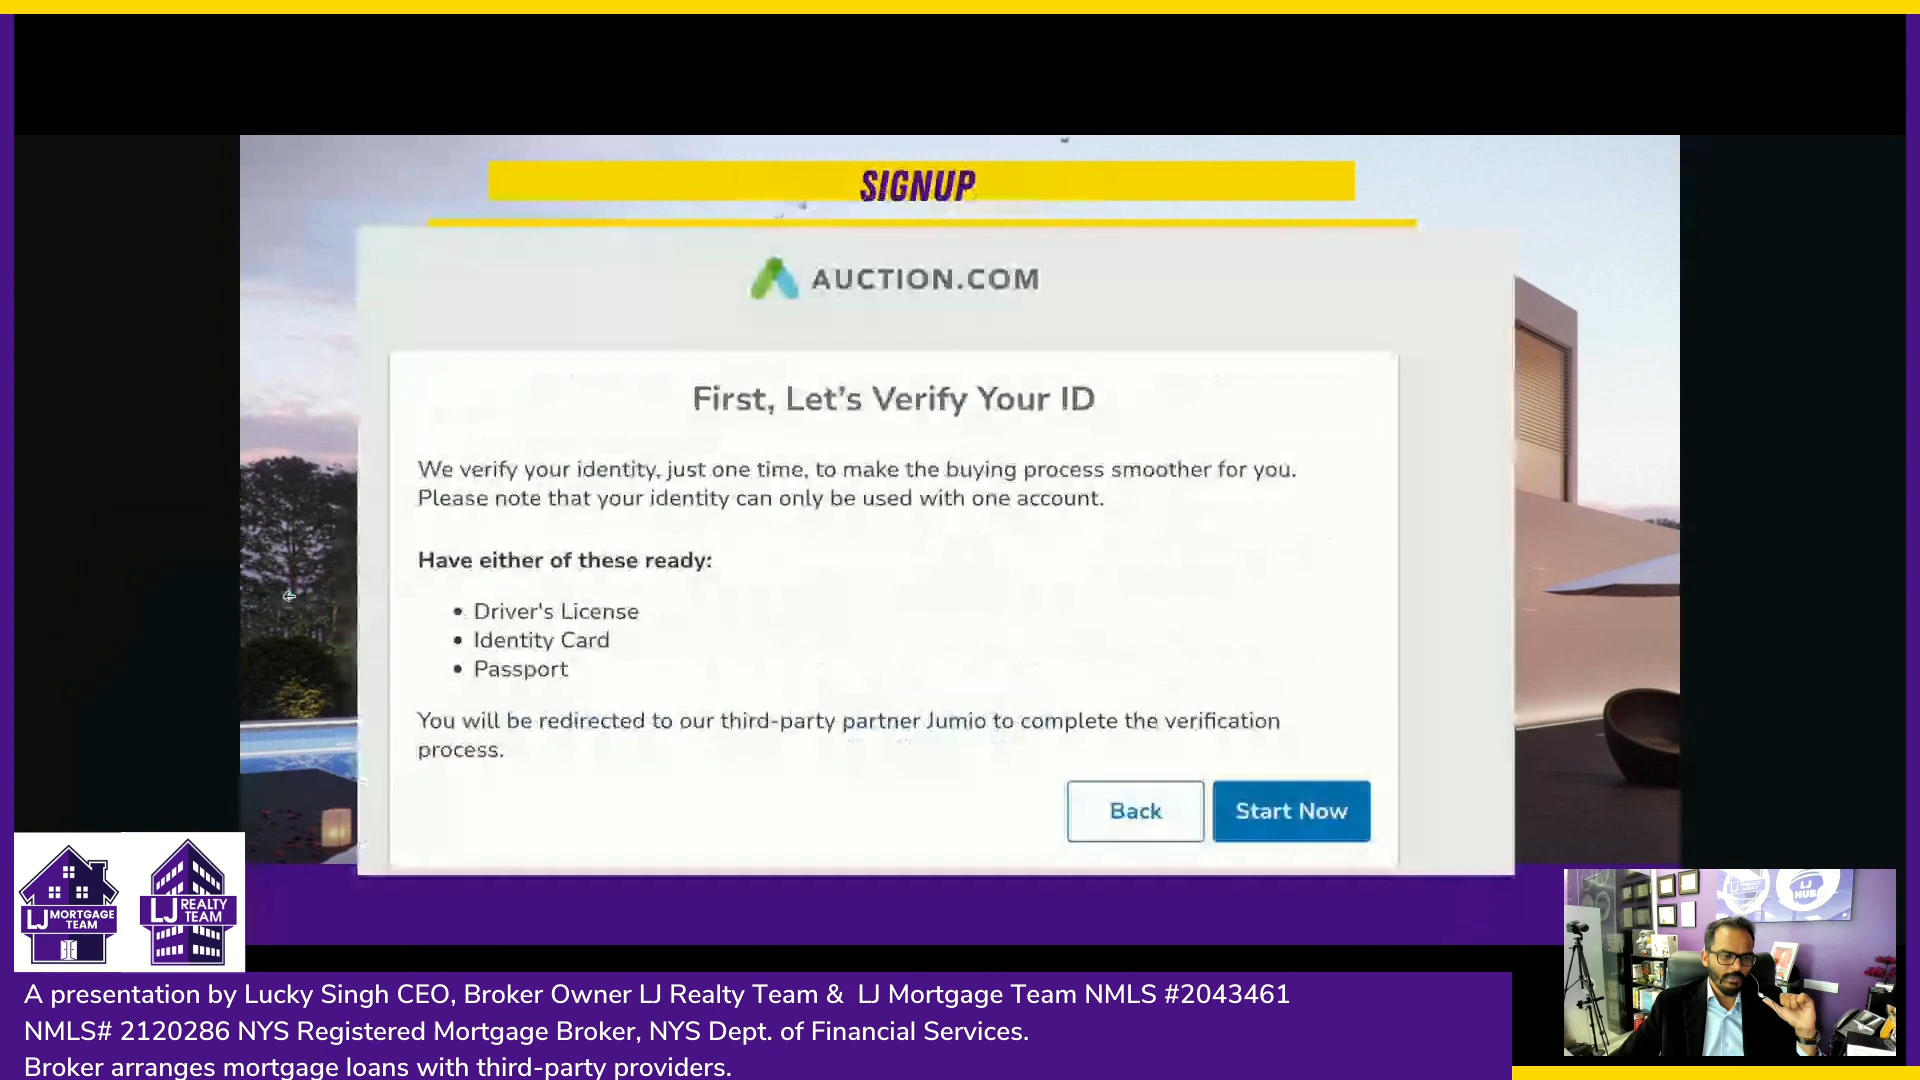 SIGNUP
AUCTION.COM
First, Let's Verify Your ID
We verify your identity, just one time, to make the buying process smoother for you.
Please note that your identity can only be used with one account.
Have either of these ready:
• Driver's License
• Identity Card
• Passport
You will be redirected to our third-party partner Jumio to complete the verification
process.
Back
Start Now
LJ MORTGAGE
TEAM
LJ REALTY
TEAM
LJ
HUB
A presentation by Lucky Singh CEO, Broker Owner LJ Realty Team & LJ Mortgage Team NMLS #2043461
NMLS# 2120286 NYS Registered Mortgage Broker, NYS Dept. of Financial Services.
Broker arranges mortgage loans with third-party providers.